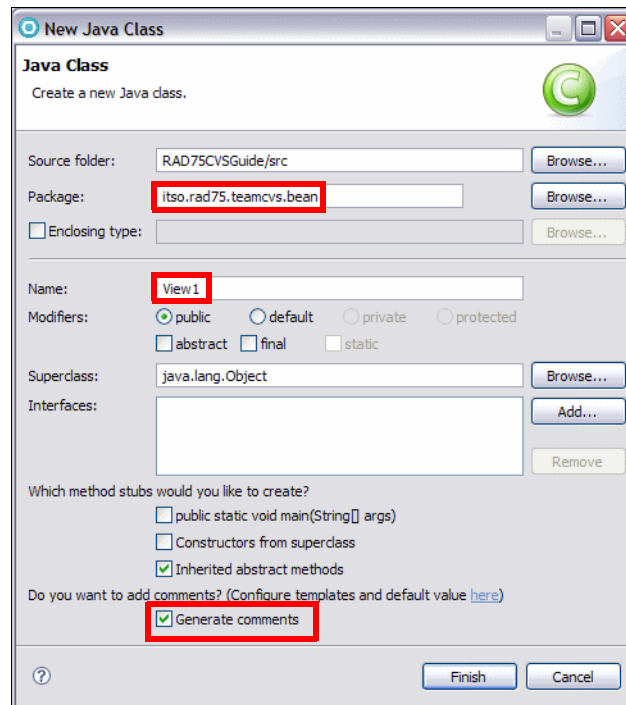 New Java Class
Java Class
Create a new Java class.
Source folder: RAD75CVSGuide/src Browse...
Package: itso.rad75.teamcvs.bean Browse...
Enclosing type: Browse...
Name: View1
Modifiers: public default private protected
abstract final static
Superclass: java.lang.Object Browse...
Interfaces: Add...
Remove
Which method stubs would you like to create?
public static void main(String[] args)
Constructors from superclass
Inherited abstract methods
Do you want to add comments? (Configure templates and default value here)
Generate comments
? Finish Cancel